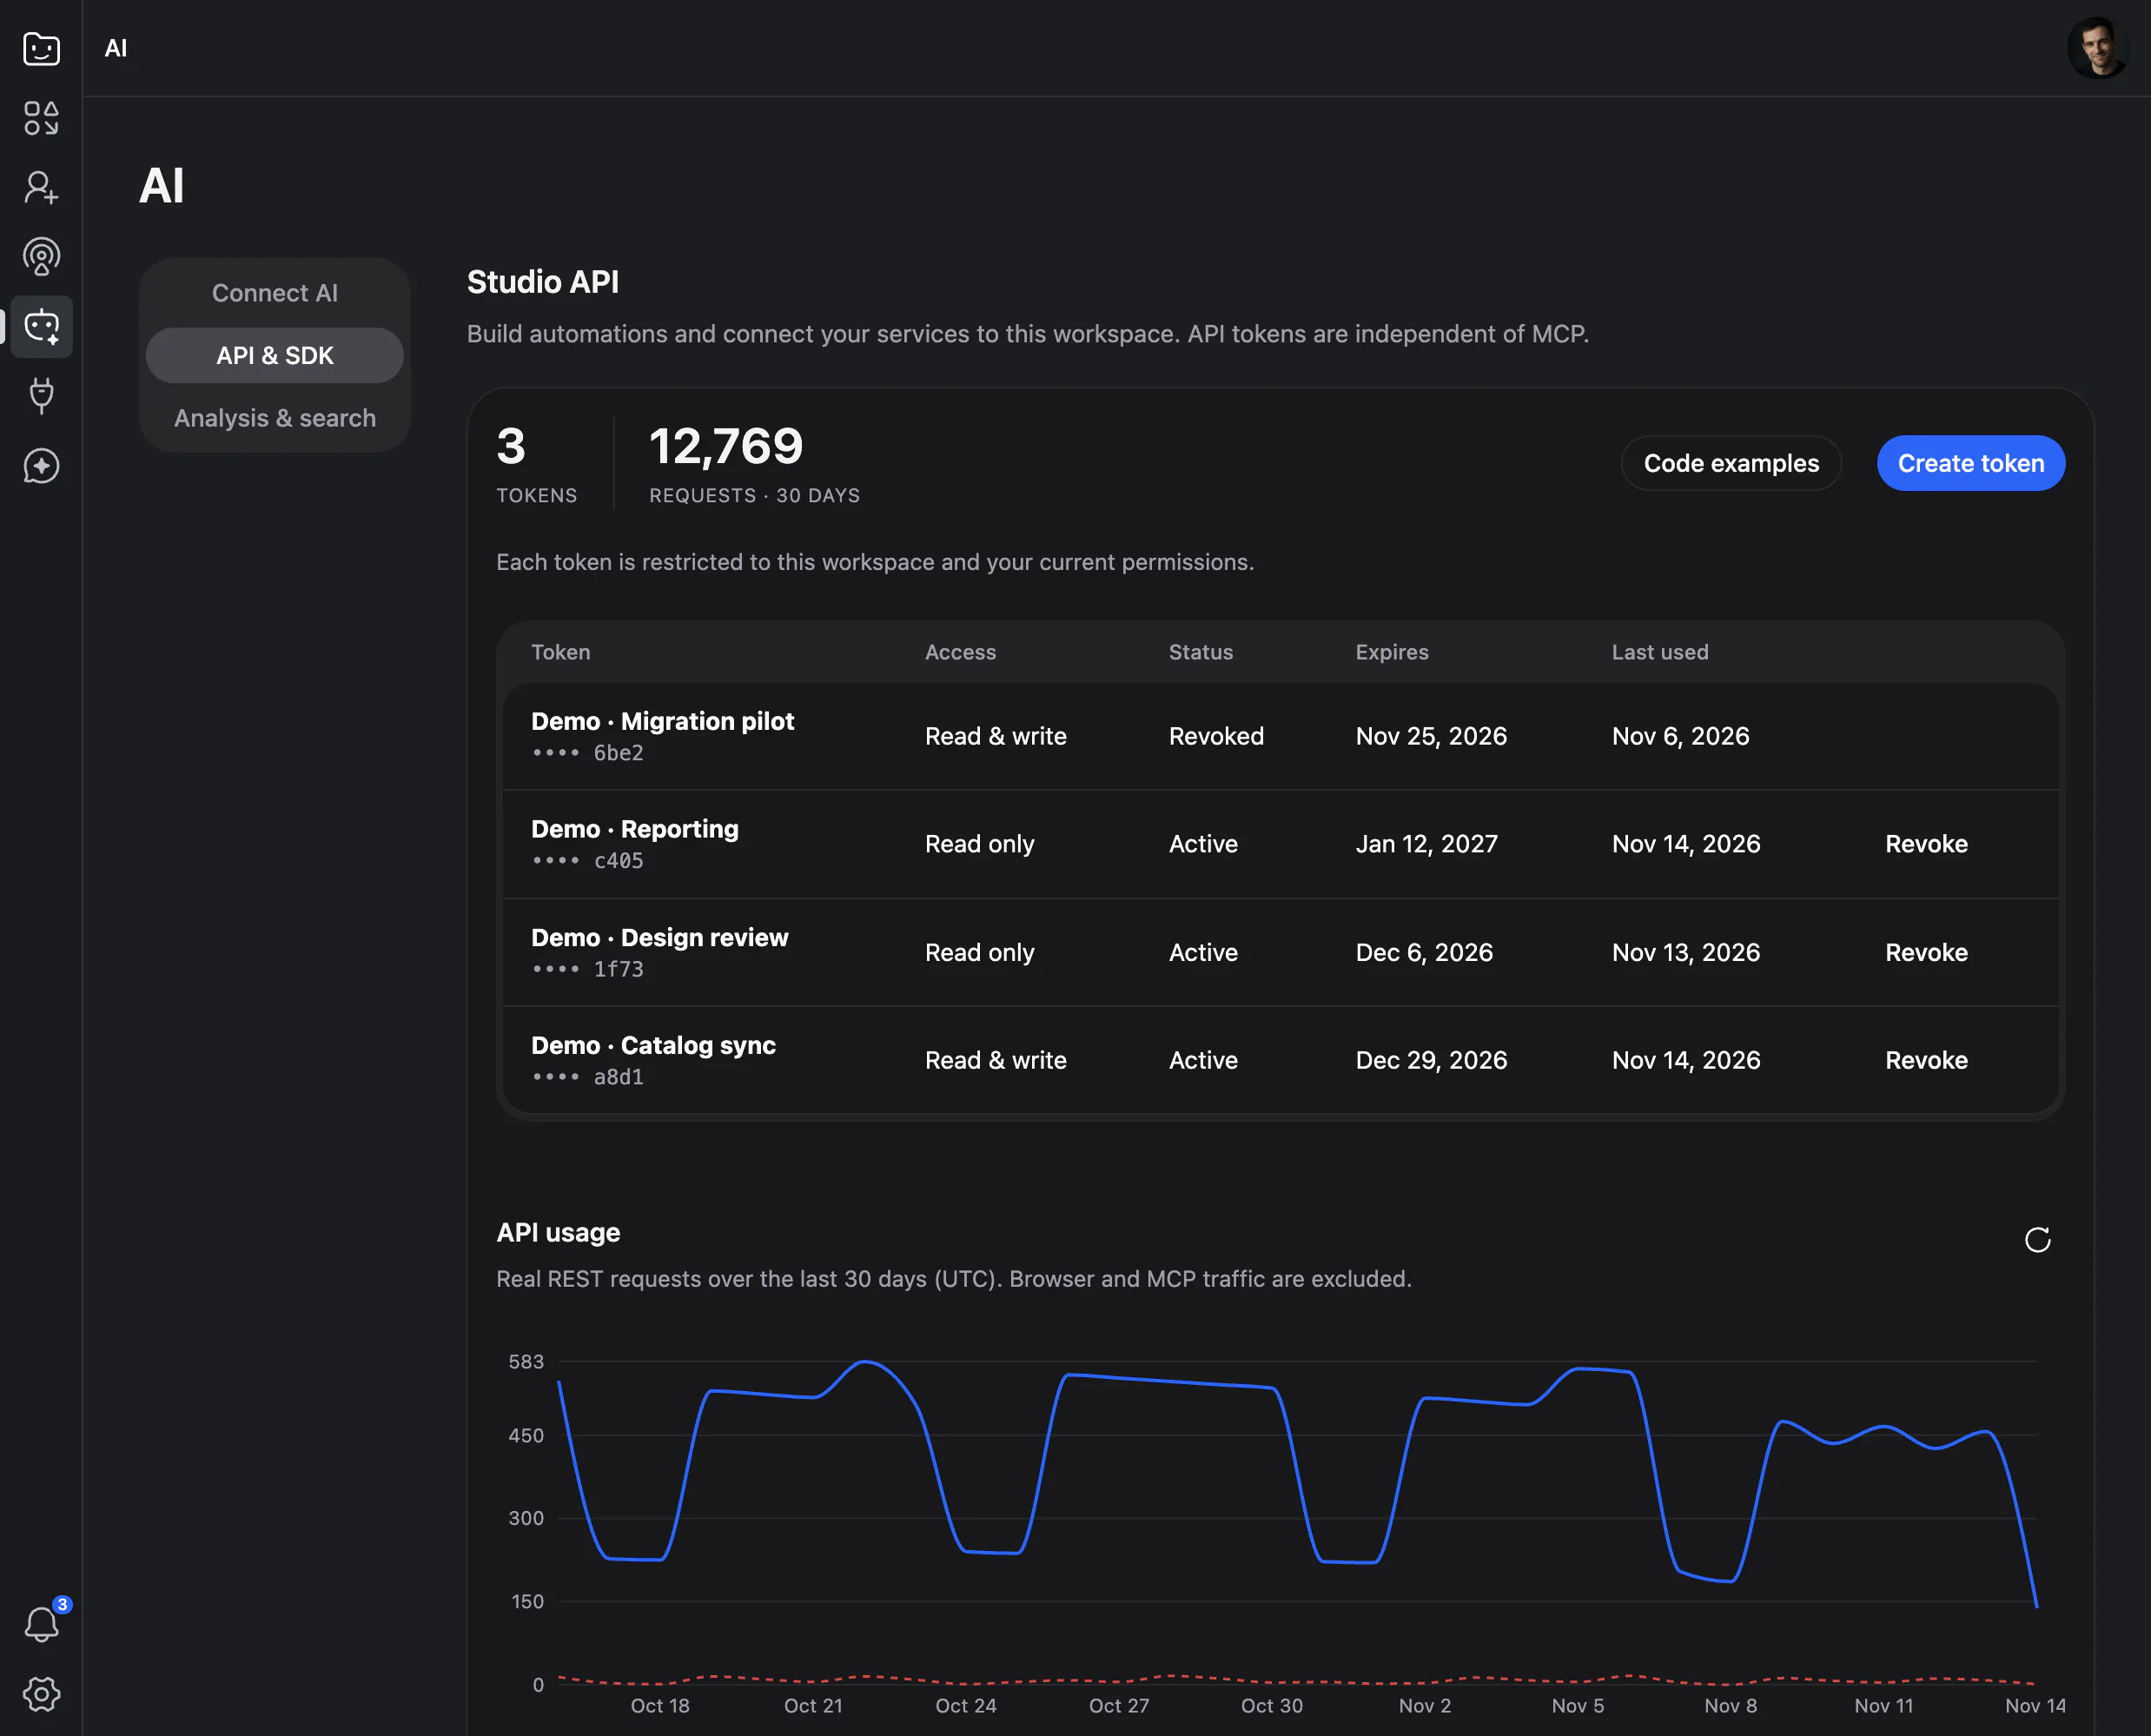 AI
AI
Connect AI
API & SDK
Analysis & search
Studio API
Build automations and connect your services to this workspace. API tokens are independent of MCP.
3
TOKENS
12,769
REQUESTS · 30 DAYS
Code examples
Create token
Each token is restricted to this workspace and your current permissions.
Token Access Status Expires Last used
Demo · Migration pilot
•••• 6be2
Read & write Revoked Nov 25, 2026 Nov 6, 2026
Demo · Reporting
•••• c405
Read only Active Jan 12, 2027 Nov 14, 2026 Revoke
Demo · Design review
•••• 1f73
Read only Active Dec 6, 2026 Nov 13, 2026 Revoke
Demo · Catalog sync
•••• a8d1
Read & write Active Dec 29, 2026 Nov 14, 2026 Revoke
API usage
Real REST requests over the last 30 days (UTC). Browser and MCP traffic are excluded.
583
450
300
150
0
Oct 18 Oct 21 Oct 24 Oct 27 Oct 30 Nov 2 Nov 5 Nov 8 Nov 11 Nov 14
3